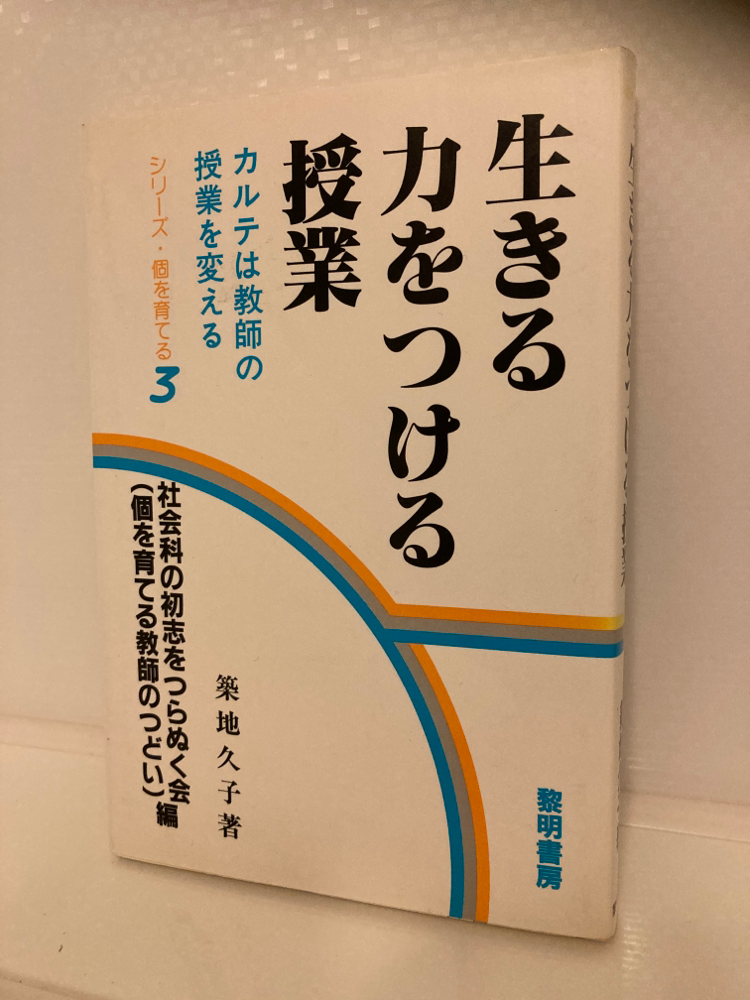 生きる
力をつける
授業
カルテは教師の
授業を変える
シリーズ・個を育てる3
社会科の初志をつらぬく会
(個を育てる教師のつどい)編
築地久子著
黎明書房